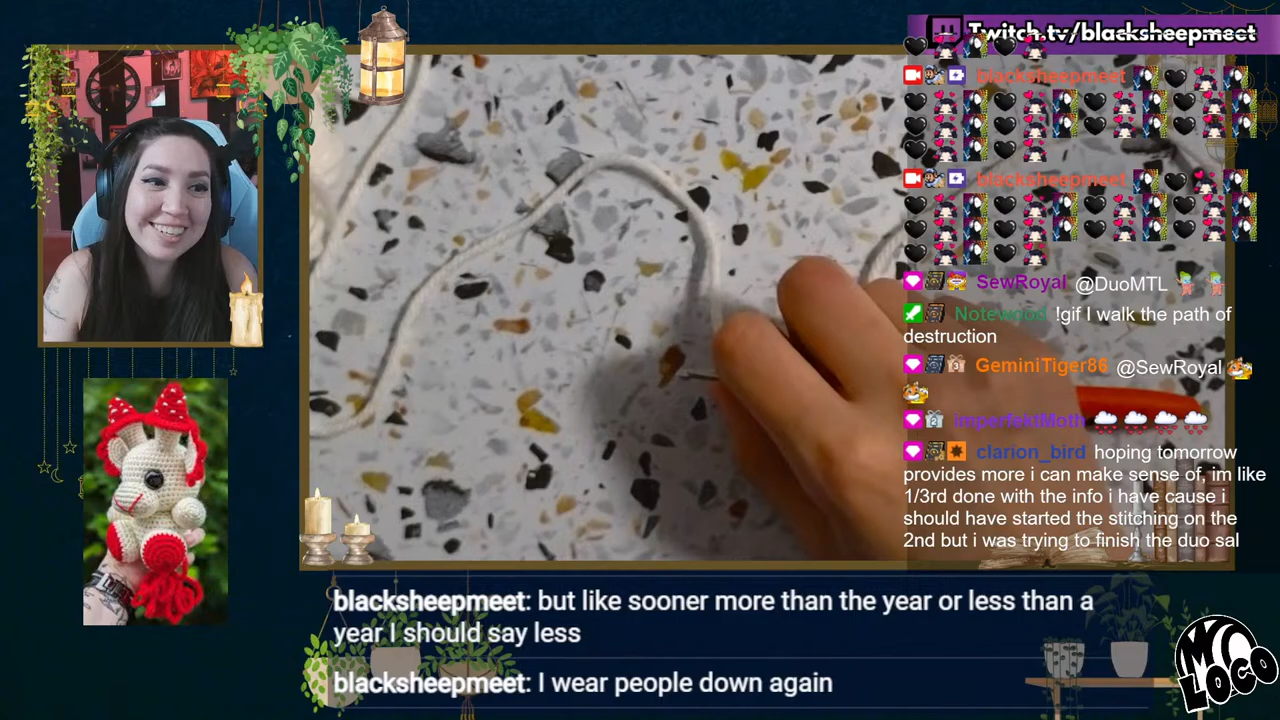 Twitch.tv/blacksheepmeet
blacksheepmeet
blacksheepmeet
SewRoyal @DuoMTL
Notewood !gif I walk the path of
destruction
GeminiTiger86 @SewRoyal
imperfektMoth
clarion_bird hoping tomorrow
provides more i can make sense of, im like
1/3rd done with the info i have cause i
should have started the stitching on the
2nd but i was trying to finish the duo sal
blacksheepmeet: but like sooner more than the year or less than a
year I should say less
blacksheepmeet: I wear people down again
MC
LOCO